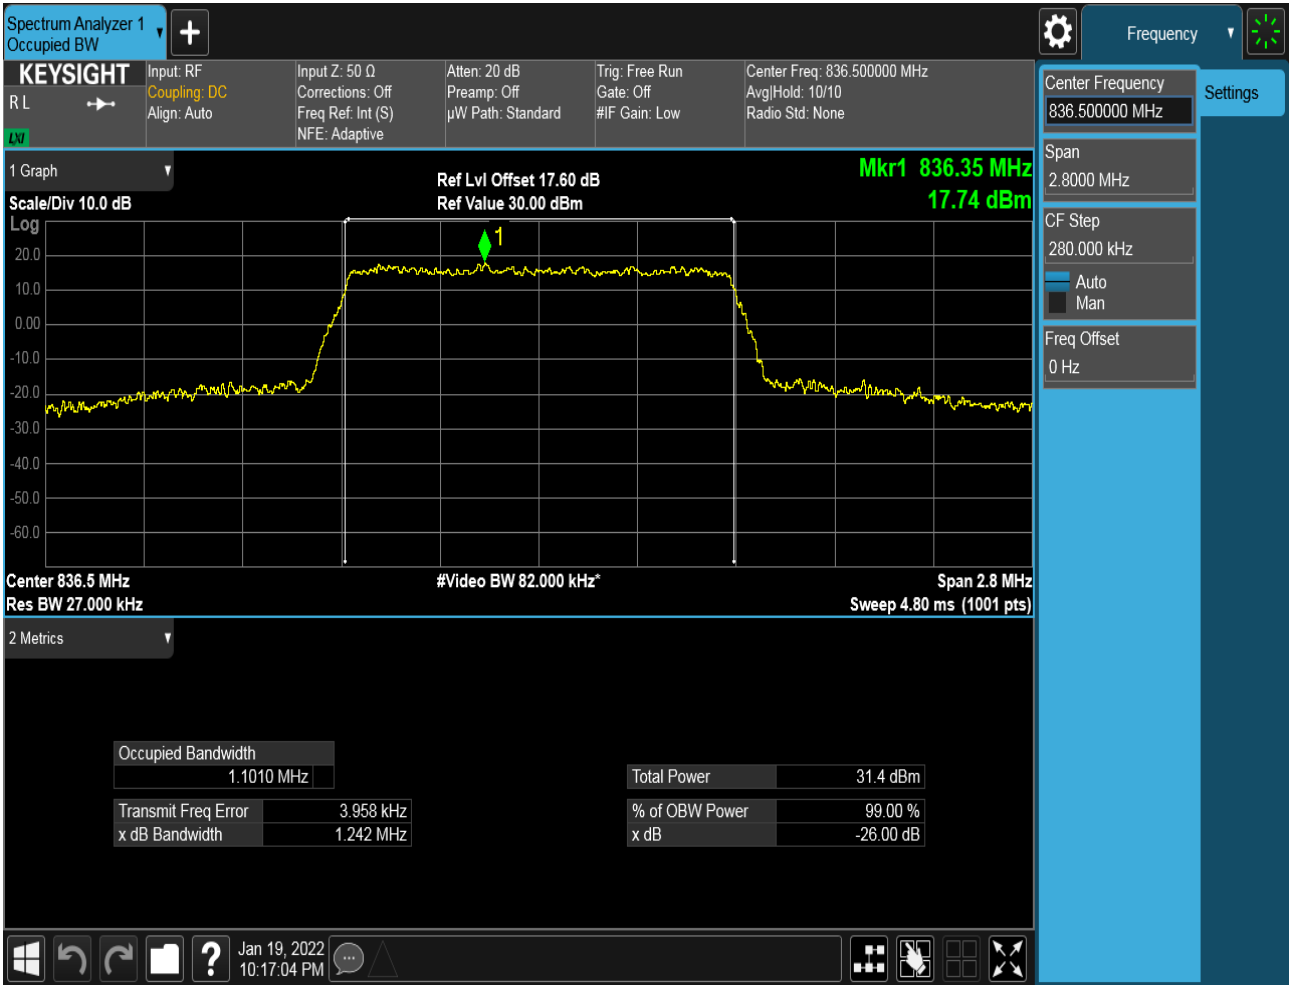 Spectrum Analyzer 1
Occupied BW
Frequency
KEYSIGHT
R L
LXI
Input: RF
Coupling: DC
Align: Auto
Input Z: 50 Ω
Corrections: Off
Freq Ref: Int (S)
NFE: Adaptive
Atten: 20 dB
Preamp: Off
µW Path: Standard
Trig: Free Run
Gate: Off
#IF Gain: Low
Center Freq: 836.500000 MHz
Avg|Hold: 10/10
Radio Std: None
Center Frequency
836.500000 MHz
Settings
Span
2.8000 MHz
CF Step
280.000 kHz
Auto
Man
Freq Offset
0 Hz
1 Graph
Scale/Div 10.0 dB
Ref Lvl Offset 17.60 dB
Ref Value 30.00 dBm
Mkr1 836.35 MHz
17.74 dBm
Log
1
20.0
10.0
0.00
-10.0
-20.0
-30.0
-40.0
-50.0
-60.0
Center 836.5 MHz
#Video BW 82.000 kHz*
Span 2.8 MHz
Res BW 27.000 kHz
Sweep 4.80 ms (1001 pts)
2 Metrics
Occupied Bandwidth
1.1010 MHz
Total Power 31.4 dBm
Transmit Freq Error 3.958 kHz
% of OBW Power 99.00 %
x dB Bandwidth 1.242 MHz
x dB -26.00 dB
Jan 19, 2022
10:17:04 PM